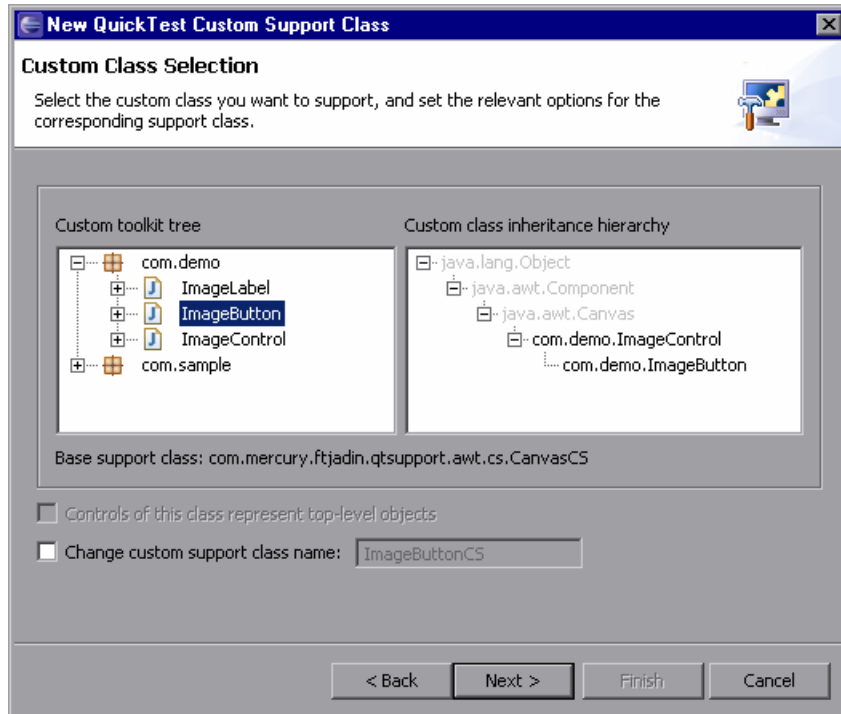 New QuickTest Custom Support Class
Custom Class Selection
Select the custom class you want to support, and set the relevant options for the
corresponding support class.
Custom toolkit tree
com.demo
ImageLabel
ImageButton
ImageControl
com.sample
Custom class inheritance hierarchy
java.lang.Object
java.awt.Component
java.awt.Canvas
com.demo.ImageControl
com.demo.ImageButton
Base support class: com.mercury.ftjadin.qtsupport.awt.cs.CanvasCS
Controls of this class represent top-level objects
Change custom support class name: ImageButtonCS
< Back Next > Finish Cancel